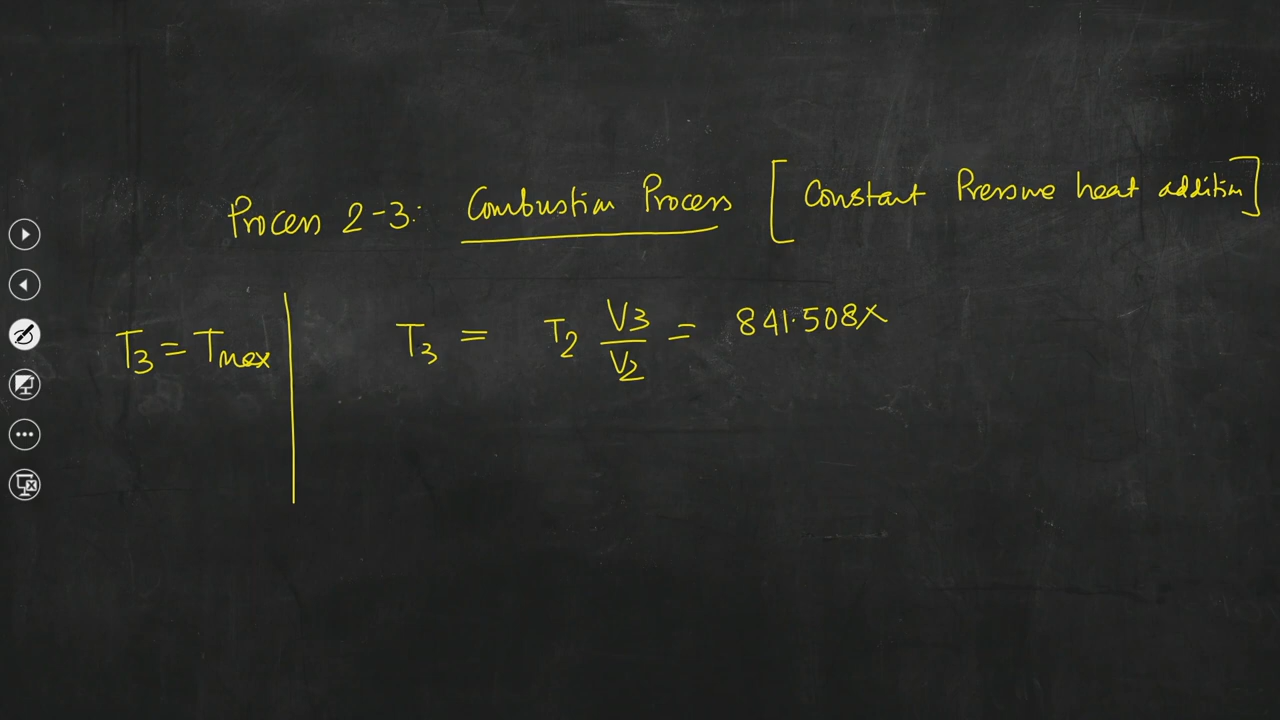 Process 2-3: Combustion Process [Constant Pressure heat addition]
T3 = Tmax
T3 = T2 V3/V2 = 841.508x